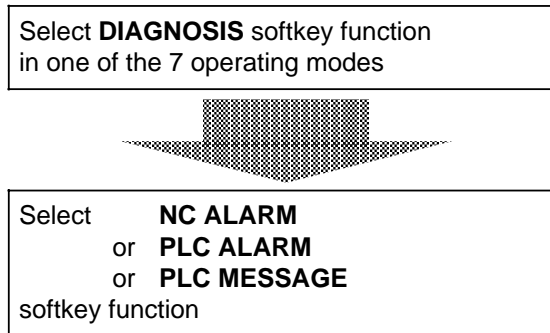 Select DIAGNOSIS softkey function
in one of the 7 operating modes
Select NC ALARM
or PLC ALARM
or PLC MESSAGE
softkey function